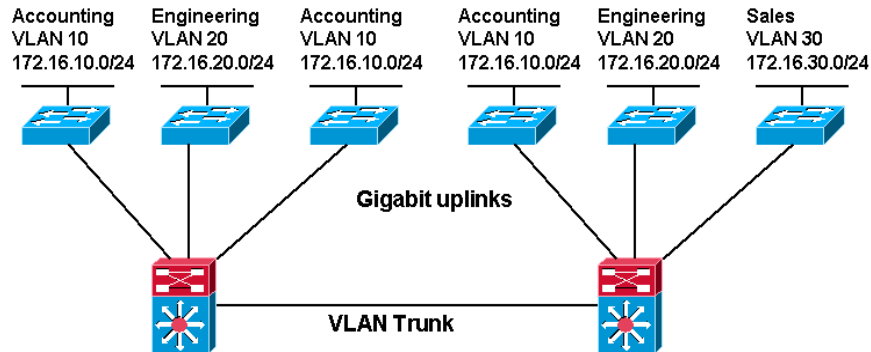 Accounting
VLAN 10
172.16.10.0/24
Engineering
VLAN 20
172.16.20.0/24
Accounting
VLAN 10
172.16.10.0/24
Accounting
VLAN 10
172.16.10.0/24
Engineering
VLAN 20
172.16.20.0/24
Sales
VLAN 30
172.16.30.0/24
Gigabit uplinks
VLAN Trunk